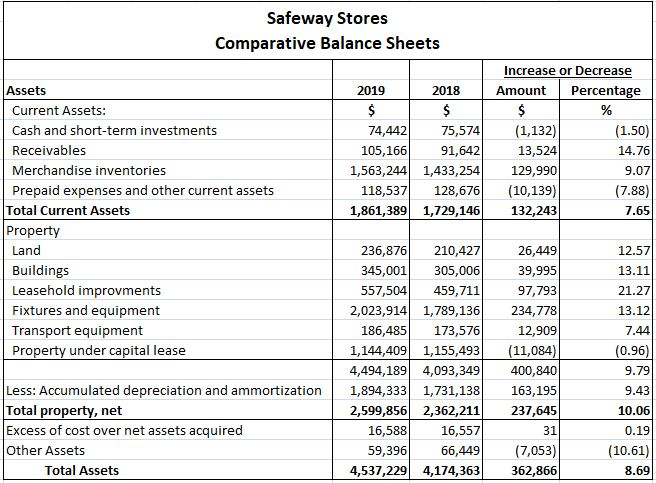 Safeway Stores
Comparative Balance Sheets
Increase or Decrease
Assets 2019 2018 Amount Percentage
Current Assets: $ $ $ %
Cash and short-term investments 74,442 75,574 (1,132) (1.50)
Receivables 105,166 91,642 13,524 14.76
Merchandise inventories 1,563,244 1,433,254 129,990 9.07
Prepaid expenses and other current assets 118,537 128,676 (10,139) (7.88)
Total Current Assets 1,861,389 1,729,146 132,243 7.65
Property
Land 236,876 210,427 26,449 12.57
Buildings 345,001 305,006 39,995 13.11
Leasehold improvments 557,504 459,711 97,793 21.27
Fixtures and equipment 2,023,914 1,789,136 234,778 13.12
Transport equipment 186,485 173,576 12,909 7.44
Property under capital lease 1,144,409 1,155,493 (11,084) (0.96)
4,494,189 4,093,349 400,840 9.79
Less: Accumulated depreciation and ammortization 1,894,333 1,731,138 163,195 9.43
Total property, net 2,599,856 2,362,211 237,645 10.06
Excess of cost over net assets acquired 16,588 16,557 31 0.19
Other Assets 59,396 66,449 (7,053) (10.61)
Total Assets 4,537,229 4,174,363 362,866 8.69